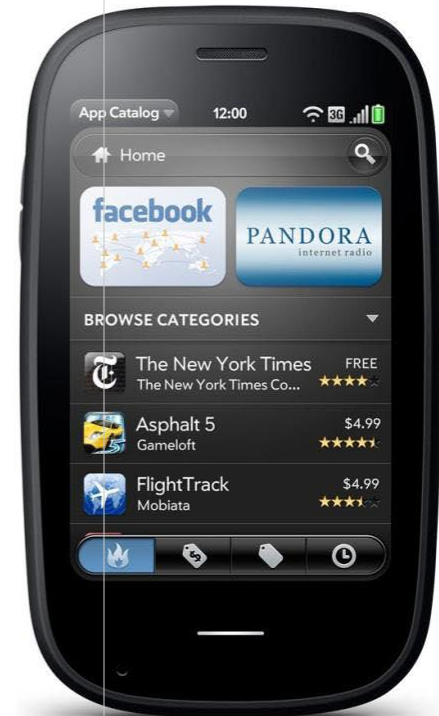 App Catalog
12:00
3G
Home
facebook
PANDORA
internet radio
BROWSE CATEGORIES
The New York Times
FREE
The New York Times Co...
Asphalt 5
$4.99
Gameloft
FlightTrack
$4.99
Mobiata